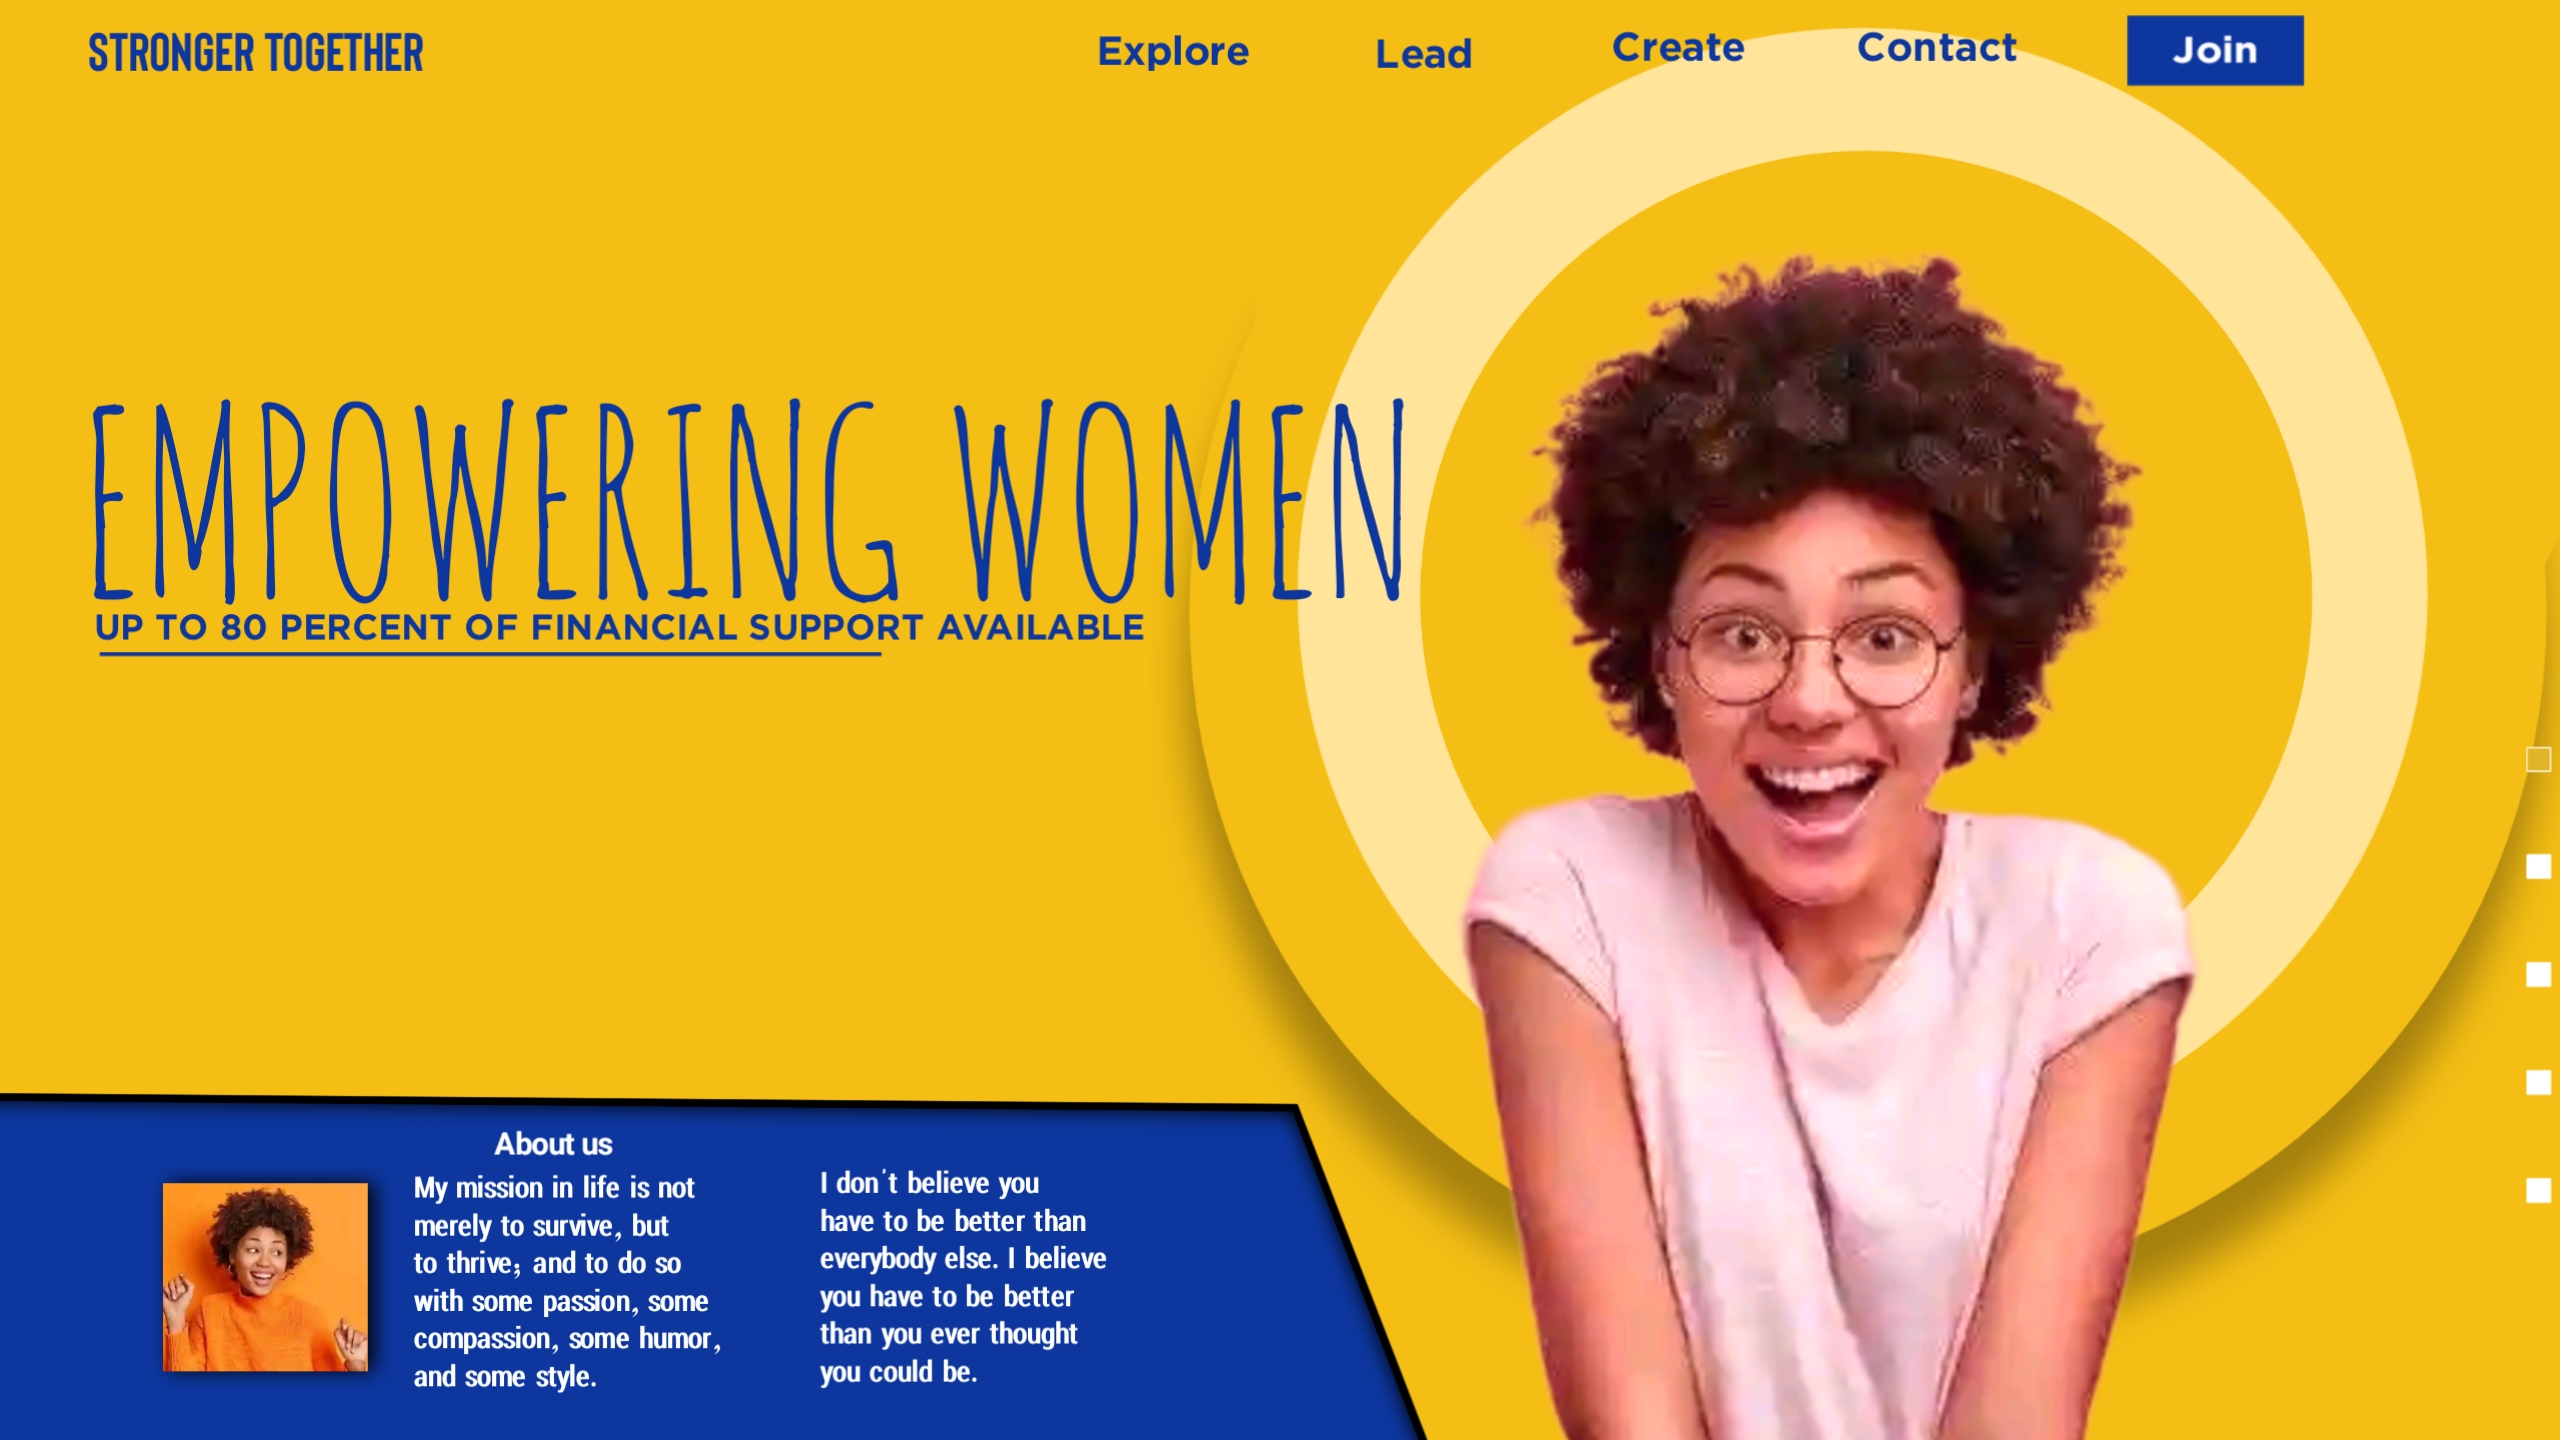 STRONGER TOGETHER
Explore
Lead
Create
Contact
Join
EMPOWERING WOMEN
UP TO 80 PERCENT OF FINANCIAL SUPPORT AVAILABLE
About us
My mission in life is not
merely to survive, but
to thrive; and to do so
with some passion, some
compassion, some humor,
and some style.
I don't believe you
have to be better than
everybody else. I believe
you have to be better
than you ever thought
you could be.